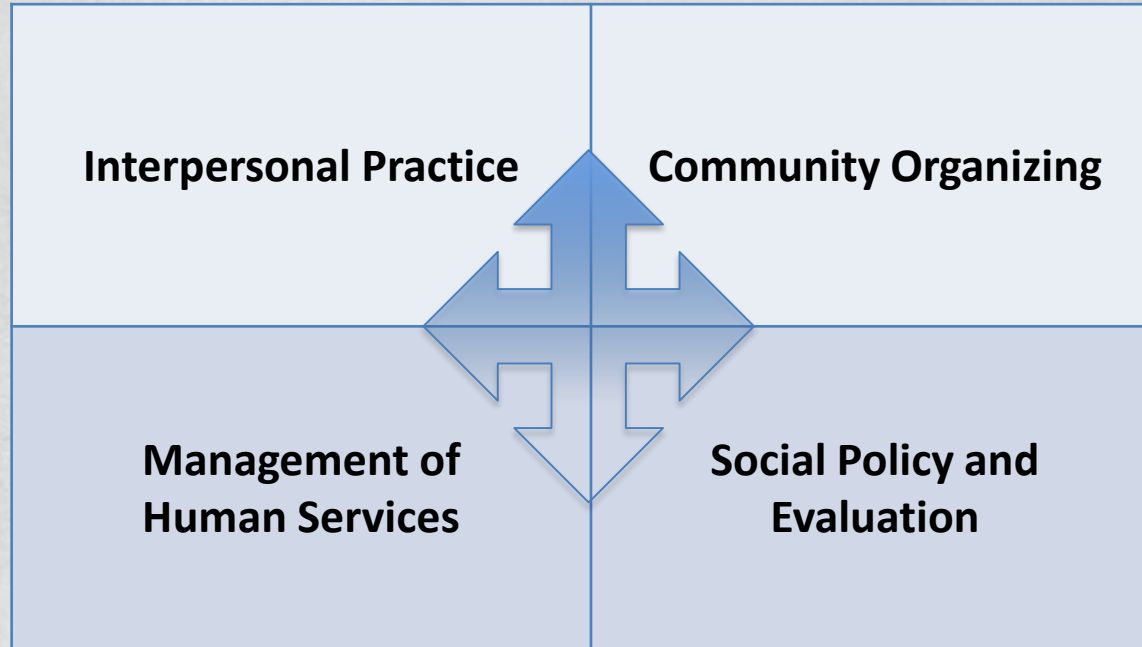 Interpersonal Practice
Community Organizing
Management of
Human Services
Social Policy and
Evaluation